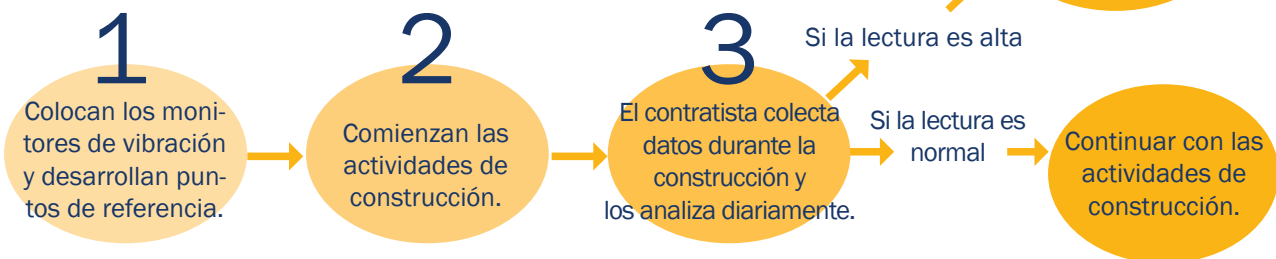 1
Colocan los moni-
tores de vibración
y desarrollan pun-
tos de referencia.
2
Comienzan las
actividades de
construcción.
3
El contratista colecta
datos durante la
construcción y
los analiza diariamente.
Si la lectura es alta
Si la lectura es
normal
Continuar con las
actividades de
construcción.